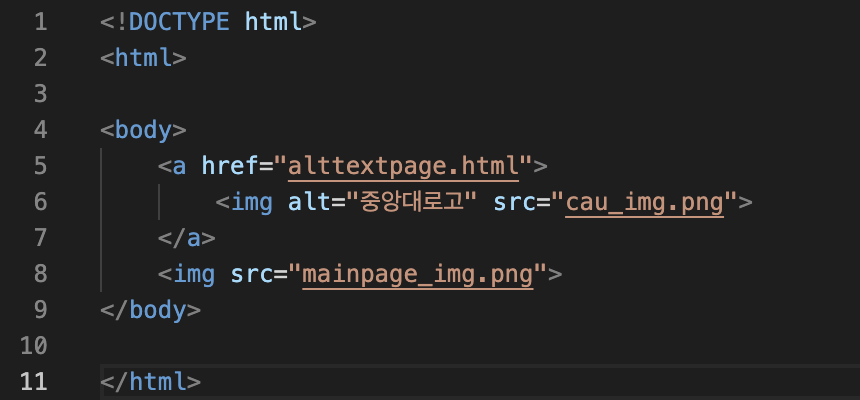 1 <!DOCTYPE html>
2 <html>
3
4 <body>
5 <a href="alttextpage.html">
6 <img alt="중앙대로고" src="cau_img.png">
7 </a>
8 <img src="mainpage_img.png">
9 </body>
10
11 </html>